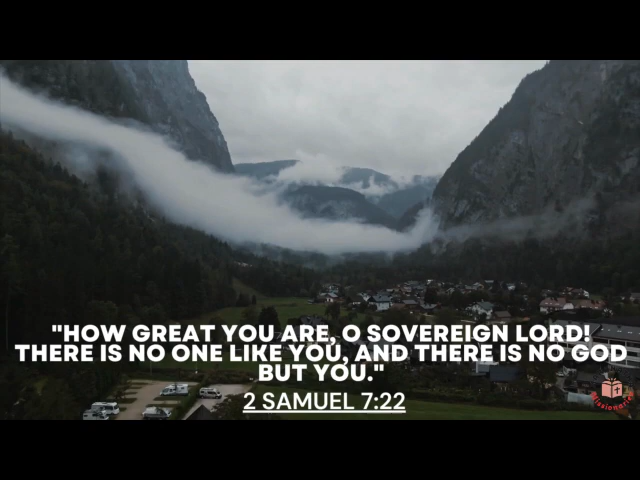 "HOW GREAT YOU ARE, O SOVEREIGN LORD!
THERE IS NO ONE LIKE YOU, AND THERE IS NO GOD
BUT YOU."
2 SAMUEL 7:22